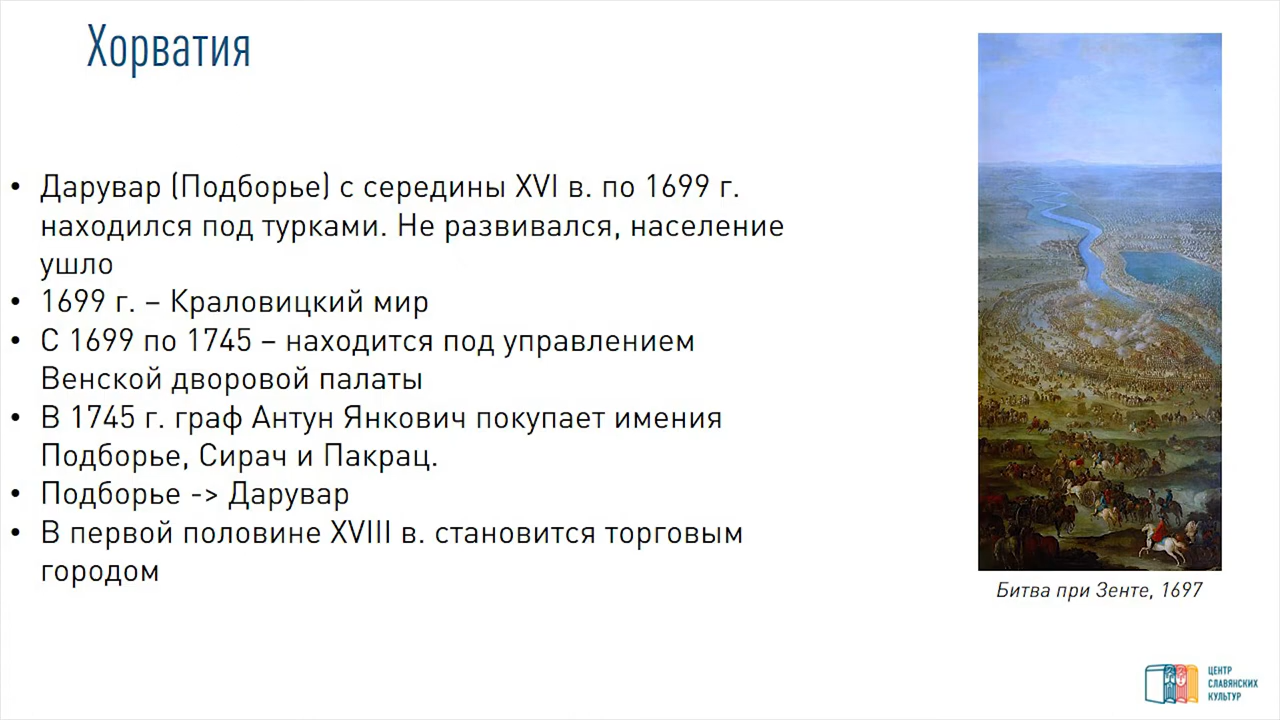 Хорватия
• Дарувар (Подборье) с середины XVI в. по 1699 г.
находился под турками. Не развивался, население
ушло
• 1699 г. – Краловицкий мир
• С 1699 по 1745 – находится под управлением
Венской дворовой палаты
• В 1745 г. граф Антун Янкович покупает имения
Подборье, Сирач и Пакрац.
• Подборье -> Дарувар
• В первой половине XVIII в. становится торговым
городом
Битва при Зенте, 1697
ЦЕНТР
СЛАВЯНСКИХ
КУЛЬТУР